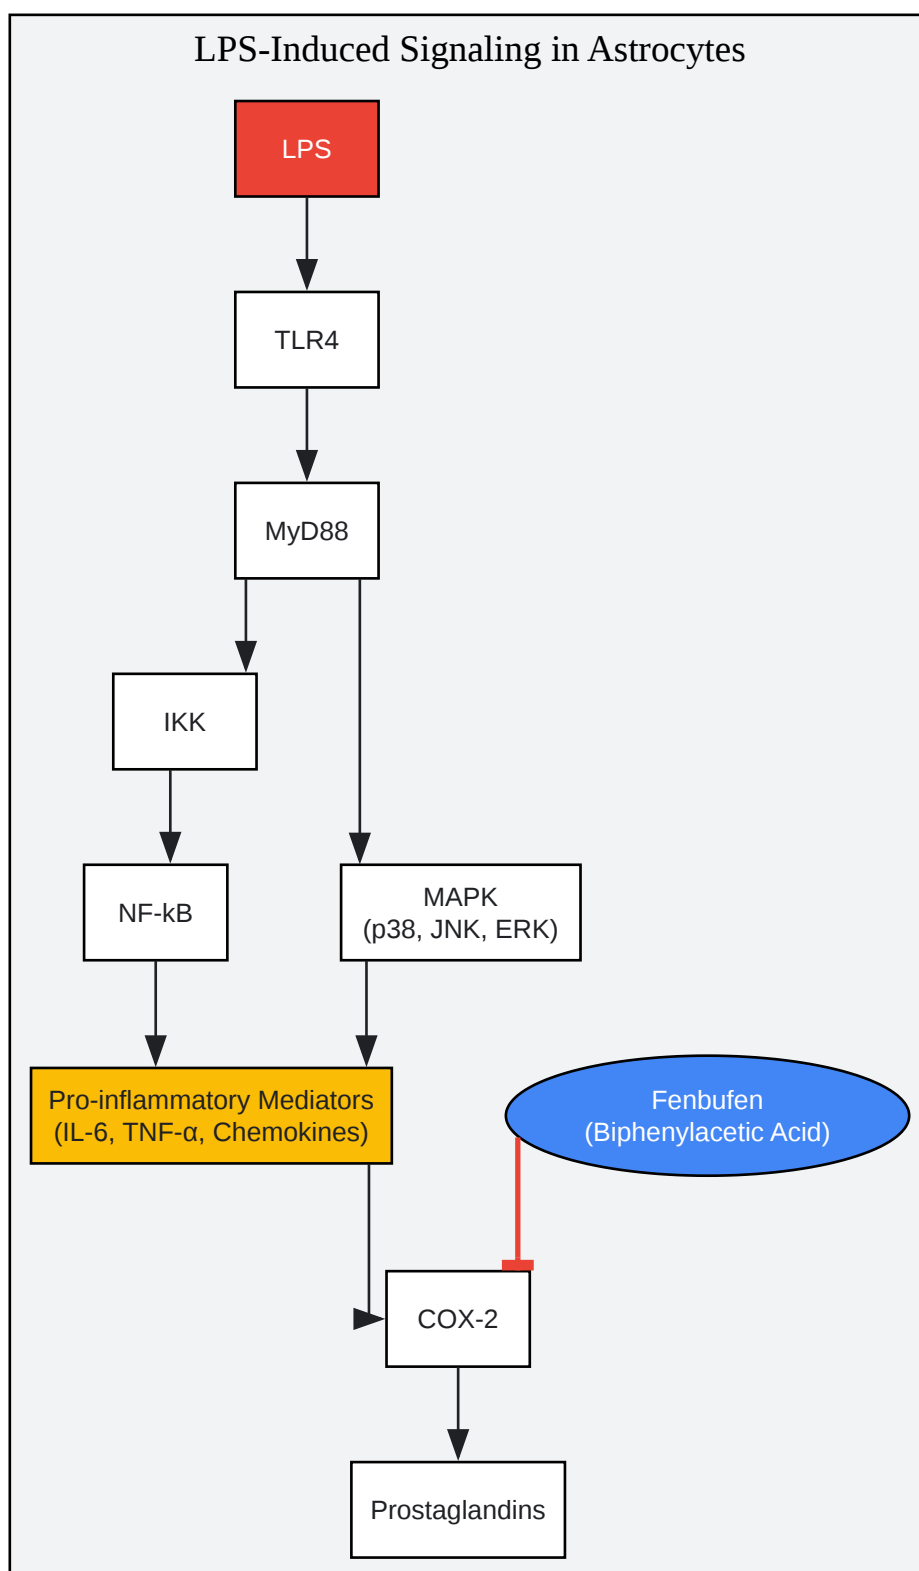 LPS-Induced Signaling in Astrocytes
LPS
TLR4
MyD88
IKK
NF-kB
MAPK
(p38, JNK, ERK)
Pro-inflammatory Mediators
(IL-6, TNF-α, Chemokines)
Fenbufen
(Biphenylacetic Acid)
COX-2
Prostaglandins